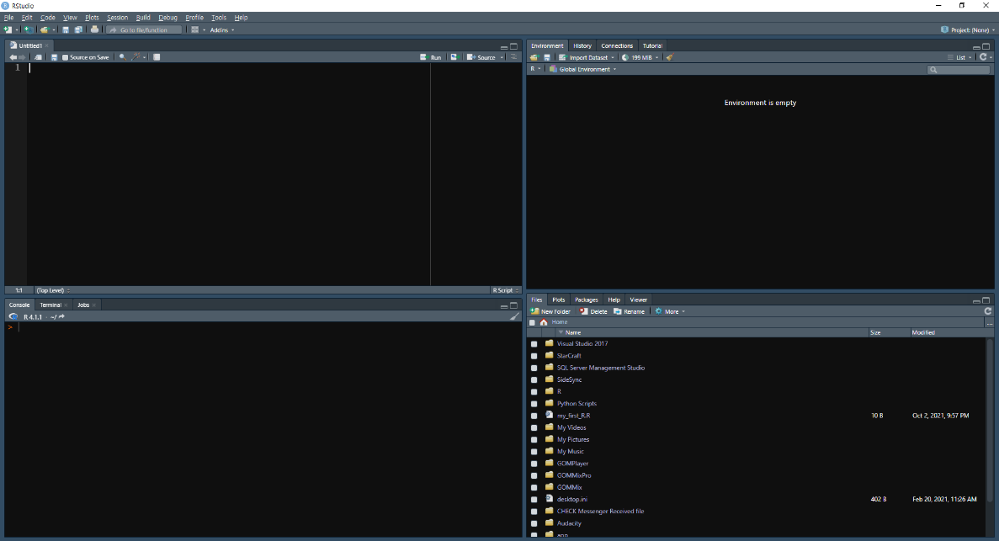 RStudio
File Edit Code View Plots Session Build Debug Profile Tools Help
Go to file/function Addins Project: (None)
Untitled1
Source on Save Run Source
1
1:1 (Top Level) R Script
Console Terminal Jobs
R 4.1.1 · ~/
>
Environment History Connections Tutorial
Import Dataset 199 MiB List
R Global Environment
Environment is empty
Files Plots Packages Help Viewer
New Folder Delete Rename More
Home ...
Name Size Modified
Visual Studio 2017
StarCraft
SQL Server Management Studio
SideSync
R
Python Scripts
my_first_R.R 10 B Oct 2, 2021, 9:57 PM
My Videos
My Pictures
My Music
GOMPlayer
GOMMixPro
GOMMix
desktop.ini 402 B Feb 20, 2021, 11:26 AM
CHECK Messenger Received file
Audacity
app